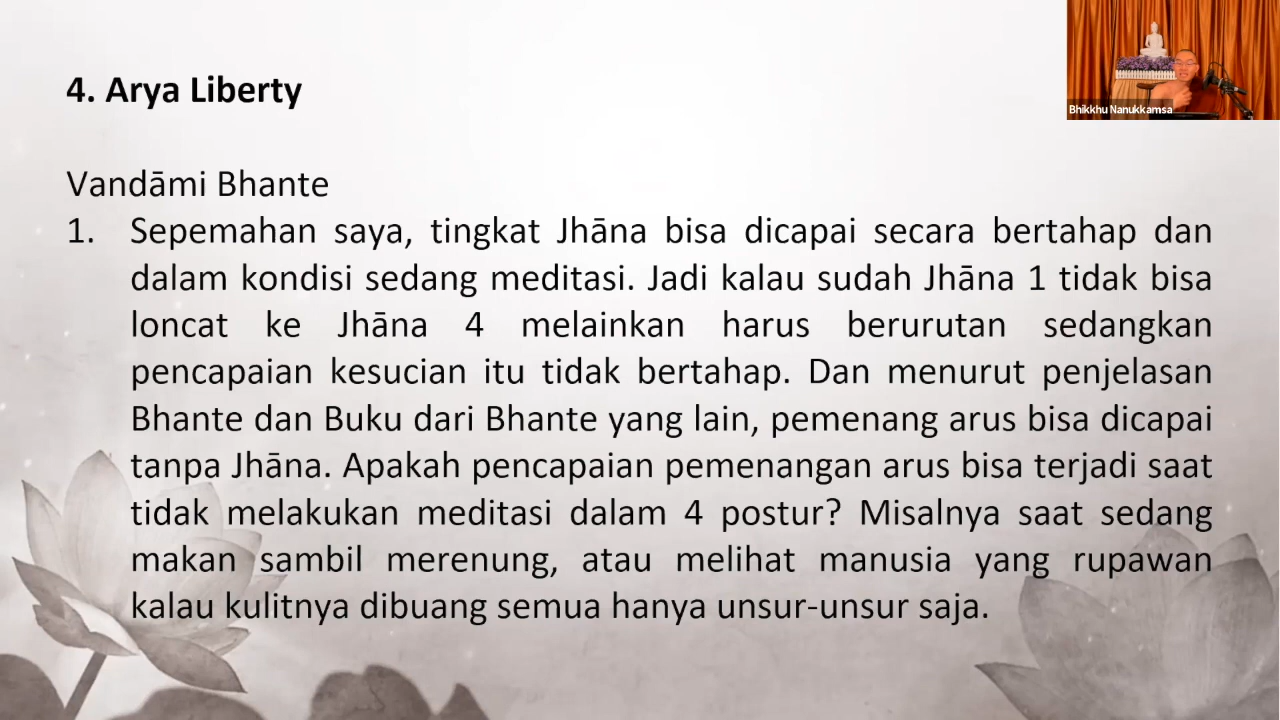 4. Arya Liberty
Bhikkhu Nanukkamsa
Vandāmi Bhante
1. Sepemahan saya, tingkat Jhāna bisa dicapai secara bertahap dan
dalam kondisi sedang meditasi. Jadi kalau sudah Jhāna 1 tidak bisa
loncat ke Jhāna 4 melainkan harus berurutan sedangkan
pencapaian kesucian itu tidak bertahap. Dan menurut penjelasan
Bhante dan Buku dari Bhante yang lain, pemenang arus bisa dicapai
tanpa Jhāna. Apakah pencapaian pemenangan arus bisa terjadi saat
tidak melakukan meditasi dalam 4 postur? Misalnya saat sedang
makan sambil merenung, atau melihat manusia yang rupawan
kalau kulitnya dibuang semua hanya unsur-unsur saja.